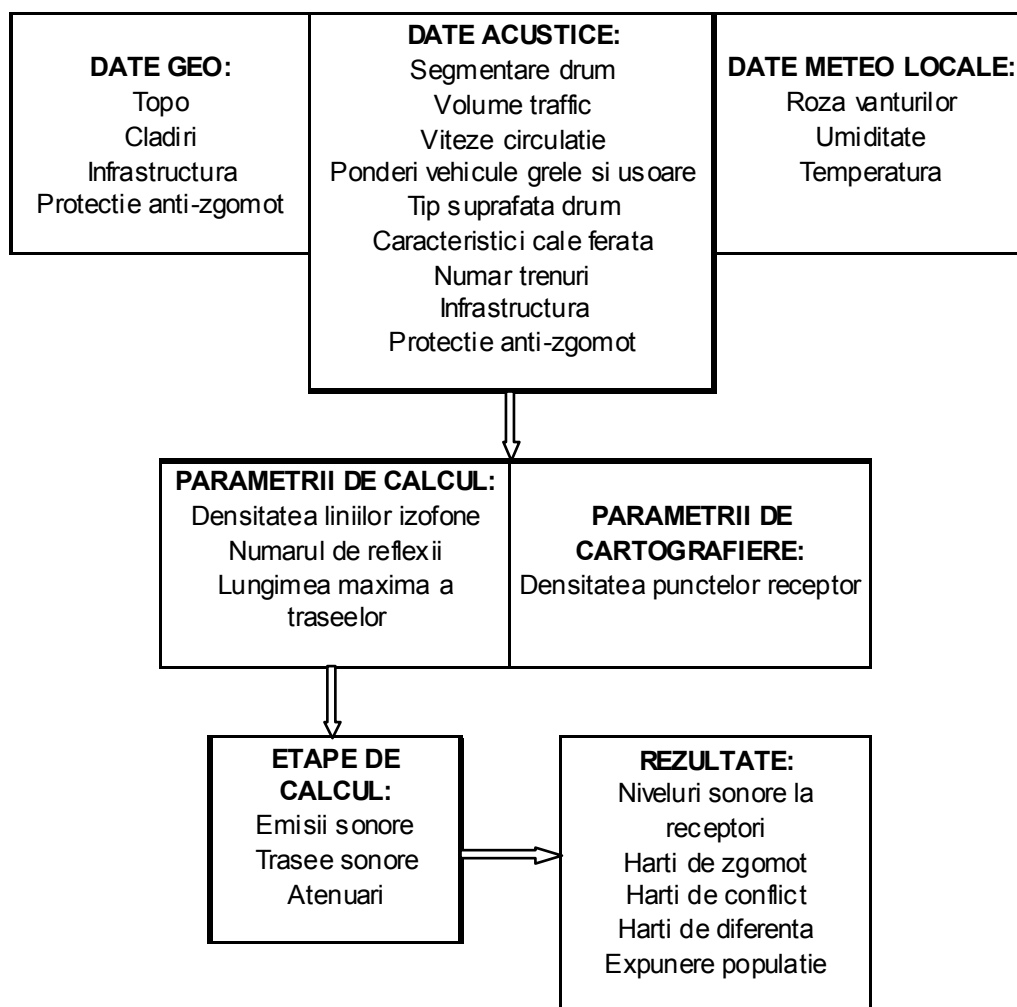 DATE GEO:
Topo
Cladiri
Infrastructura
Protectie anti-zgomot
DATE ACUSTICE:
Segmentare drum
Volume traffic
Viteze circulatie
Ponderi vehicule grele si usoare
Tip suprafata drum
Caracteristici cale ferata
Numar trenuri
Infrastructura
Protectie anti-zgomot
DATE METEO LOCALE:
Roza vanturilor
Umiditate
Temperatura
PARAMETRII DE CALCUL:
Densitatea liniilor izofone
Numarul de reflexii
Lungimea maxima a
traseelor
PARAMETRII DE
CARTOGRAFIERE:
Densitatea punctelor receptor
ETAPE DE
CALCUL:
Emisii sonore
Trasee sonore
Atenuari
REZULTATE:
Niveluri sonore la
receptori
Harti de zgomot
Harti de conflict
Harti de diferenta
Expunere populatie